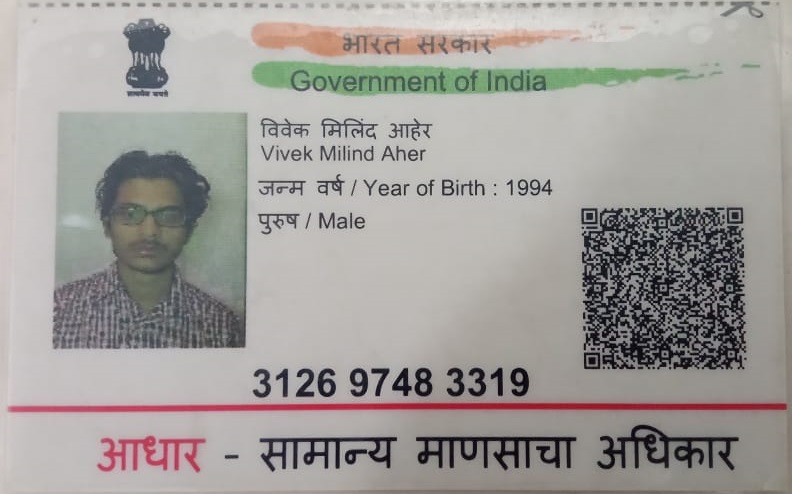 सत्यमेव जयते
भारत सरकार
Government of India
विवेक मिलिंद आहेर
Vivek Milind Aher
जन्म वर्ष / Year of Birth : 1994
पुरुष / Male
3126 9748 3319
आधार - सामान्य माणसाचा अधिकार